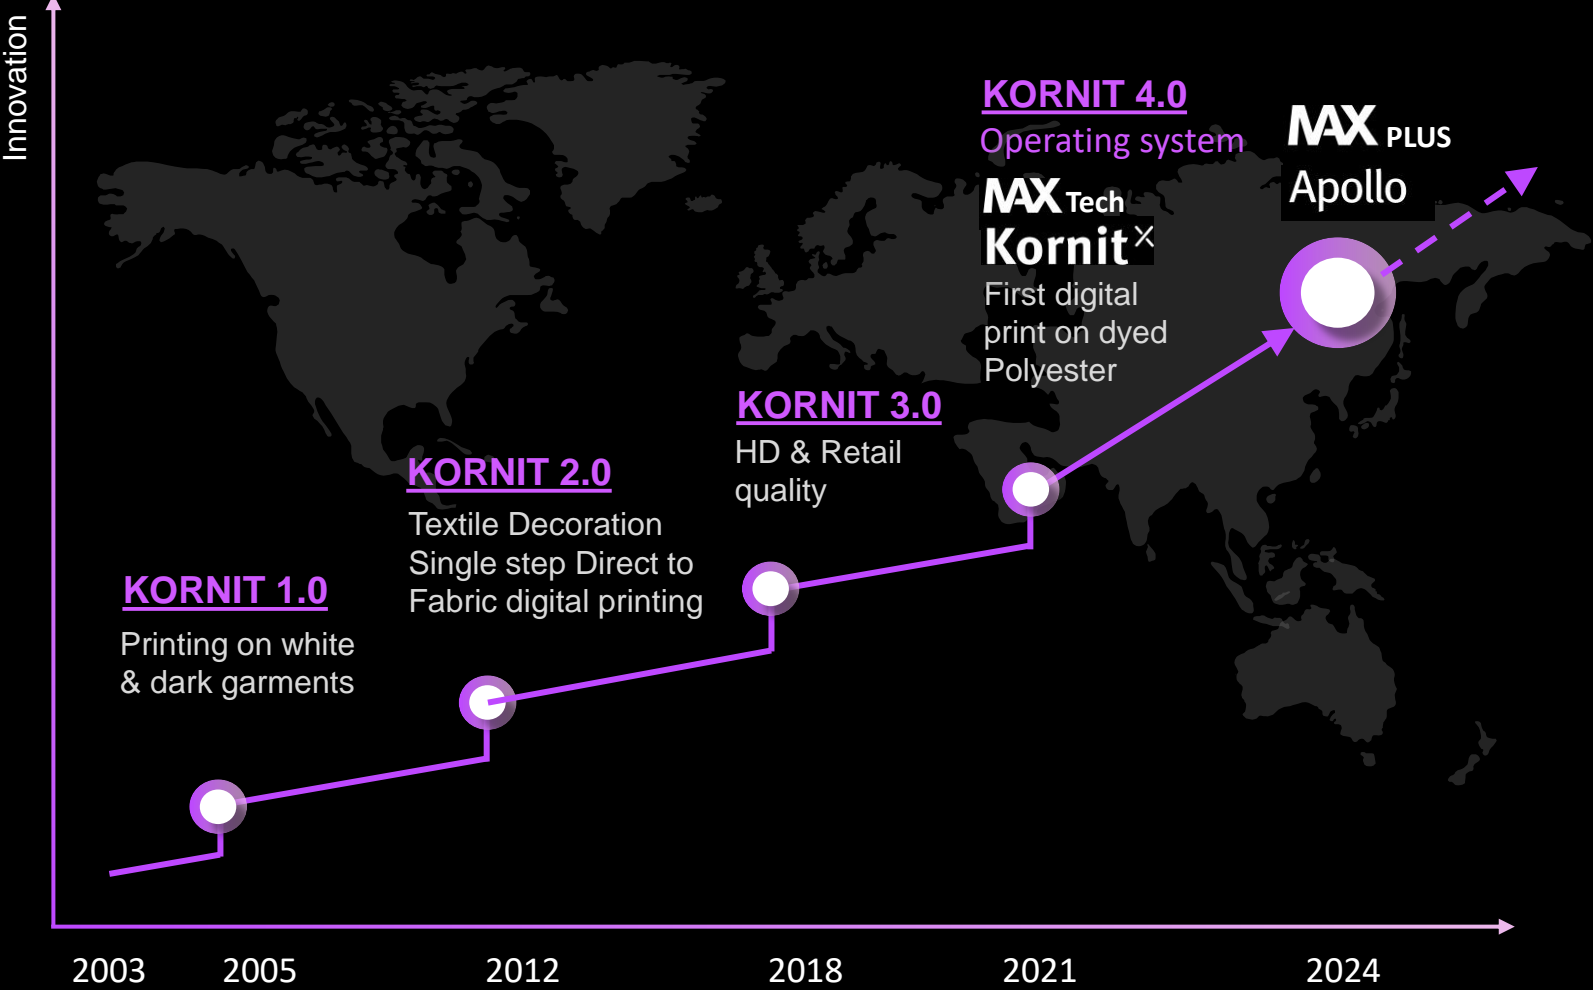 Innovation
KORNIT 4.0
Operating system
MAX Tech
Kornit X
First digital
print on dyed
Polyester
MAX PLUS
Apollo
KORNIT 3.0
HD & Retail
quality
KORNIT 2.0
Textile Decoration
Single step Direct to
Fabric digital printing
KORNIT 1.0
Printing on white
& dark garments
2003 2005 2012 2018 2021 2024